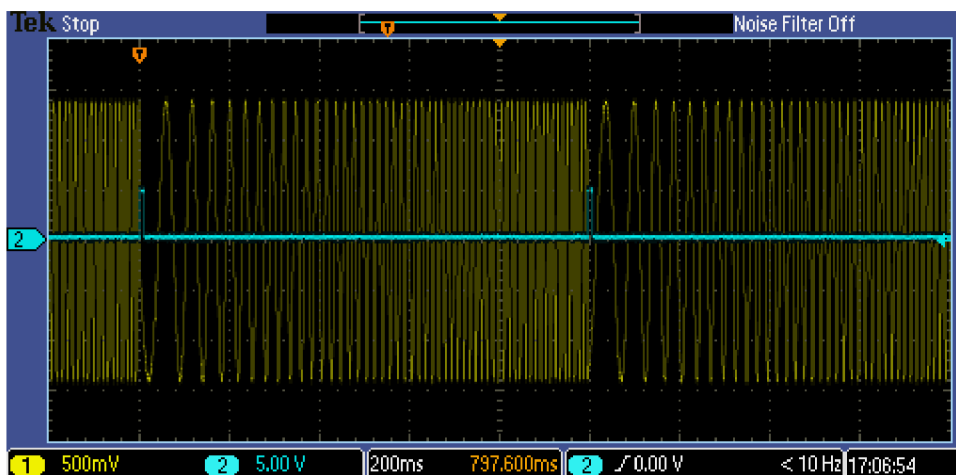 Tek Stop Noise Filter Off
T
T
2
1 500mV 2 5.00 V 200ms 797.600ms 2 0.00 V < 10 Hz 17:06:54